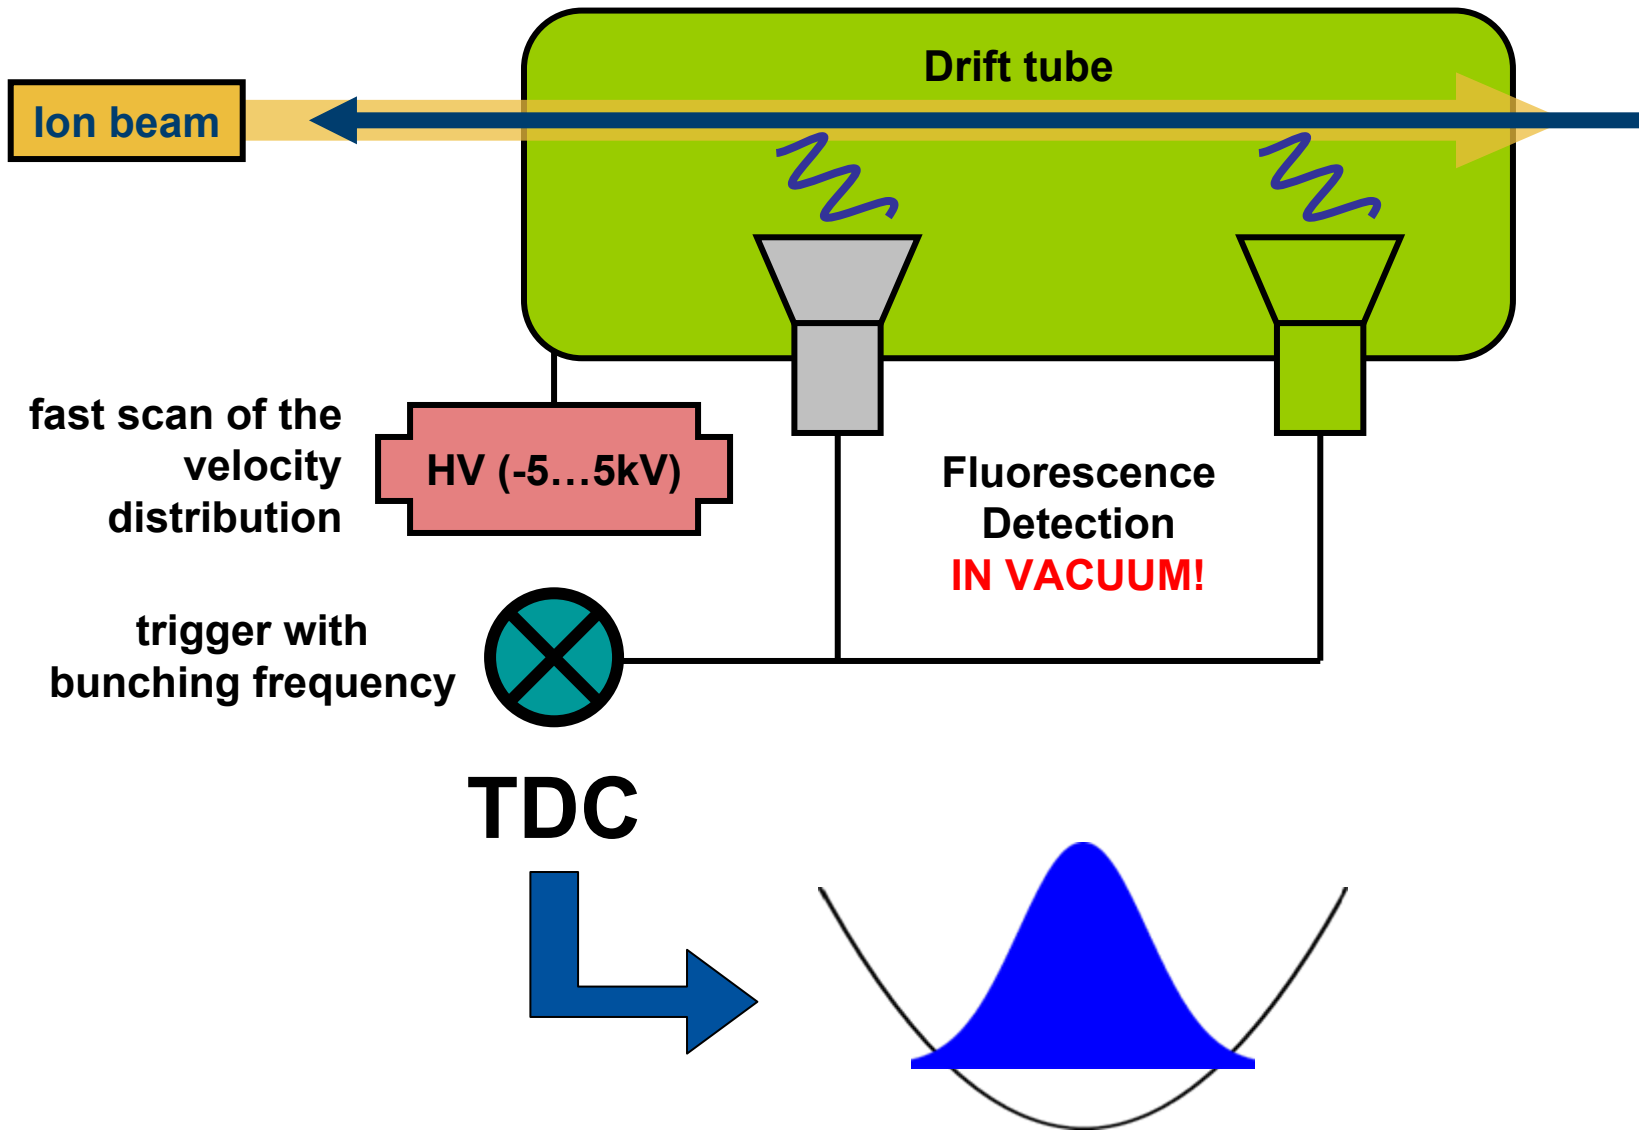 Drift tube
Ion beam
fast scan of the
velocity
distribution
HV (-5…5kV)
Fluorescence
Detection
IN VACUUM!
trigger with
bunching frequency
TDC